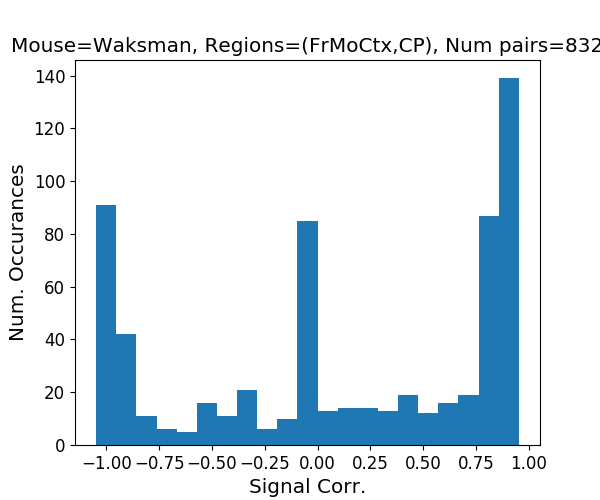 Mouse=Waksman, Regions=(FrMoCtx,CP), Num pairs=832
Num. Occurances
140
120
100
80
60
40
20
0
−1.00 −0.75 −0.50 −0.25 0.00 0.25 0.50 0.75 1.00
Signal Corr.